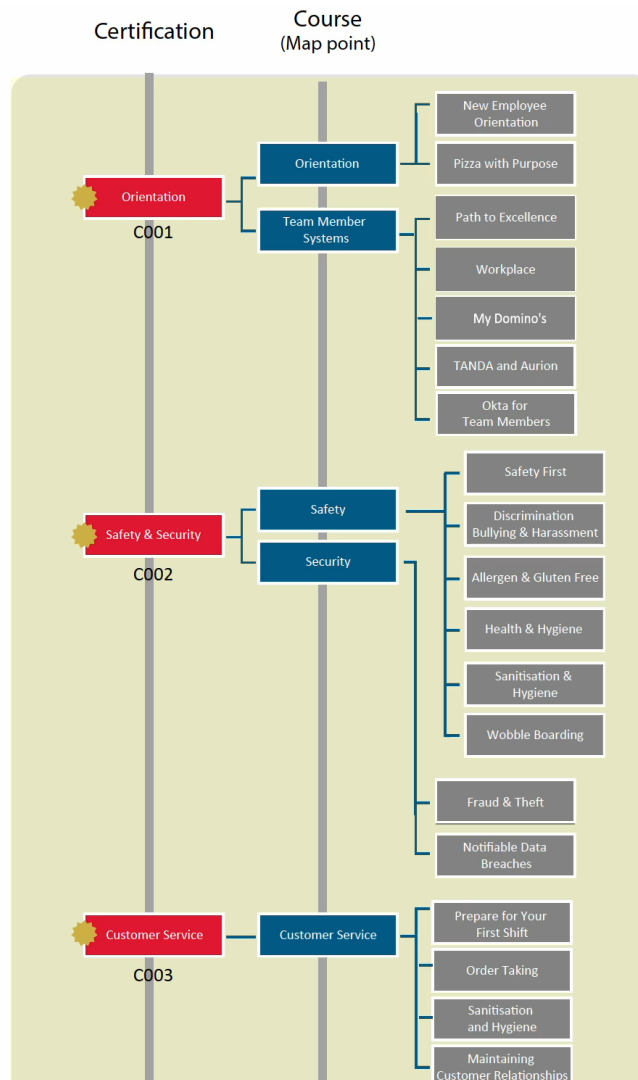 Certification
Course
(Map point)
Orientation
C001
Orientation
New Employee
Orientation
Pizza with Purpose
Team Member
Systems
Path to Excellence
Workplace
My Domino's
TANDA and Aurion
Okta for
Team Members
Safety & Security
C002
Safety
Safety First
Discrimination
Bullying & Harassment
Allergen & Gluten Free
Health & Hygiene
Sanitisation &
Hygiene
Wobble Boarding
Security
Fraud & Theft
Notifiable Data
Breaches
Customer Service
C003
Customer Service
Prepare for Your
First Shift
Order Taking
Sanitisation
and Hygiene
Maintaining
Customer Relationships